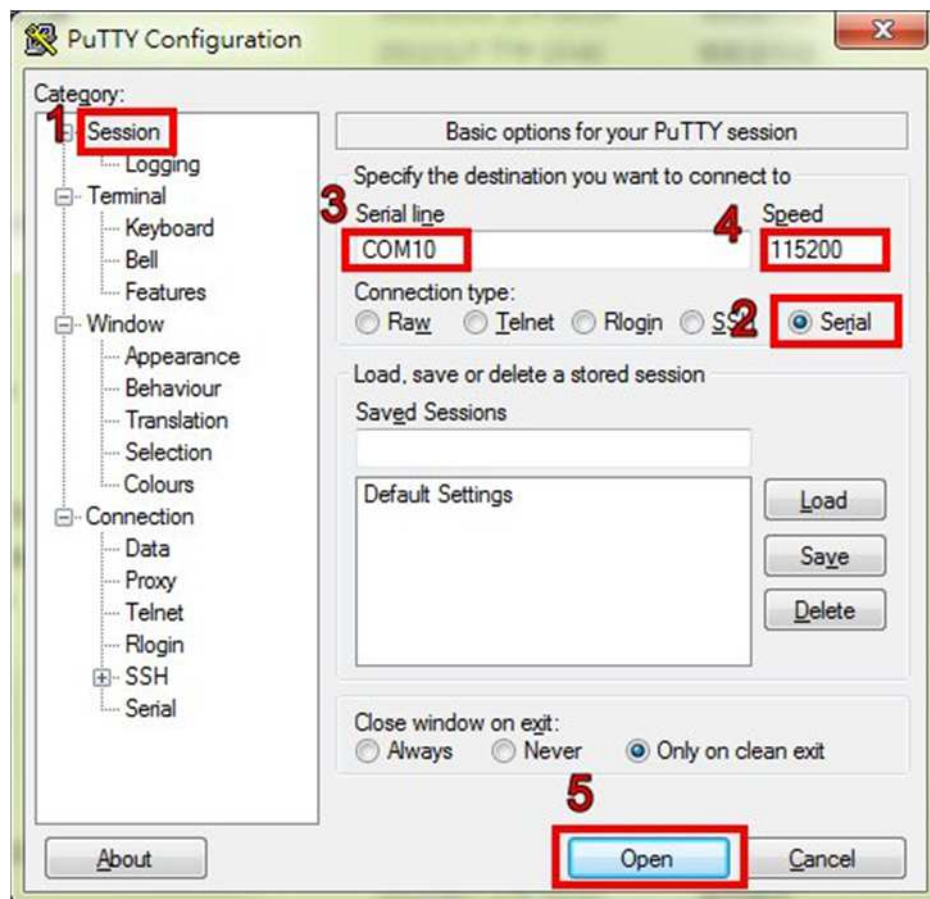 PuTTY Configuration
Category:
1
Session
Logging
Terminal
Keyboard
Bell
Features
Window
Appearance
Behaviour
Translation
Selection
Colours
Connection
Data
Proxy
Telnet
Rlogin
SSH
Serial
About
Basic options for your PuTTY session
Specify the destination you want to connect to
3 Serial line 4 Speed
COM10 115200
Connection type:
Raw Telnet Rlogin 2 Serial
Load, save or delete a stored session
Saved Sessions
Default Settings
Load
Save
Delete
Close window on exit:
Always Never Only on clean exit
5
Open Cancel